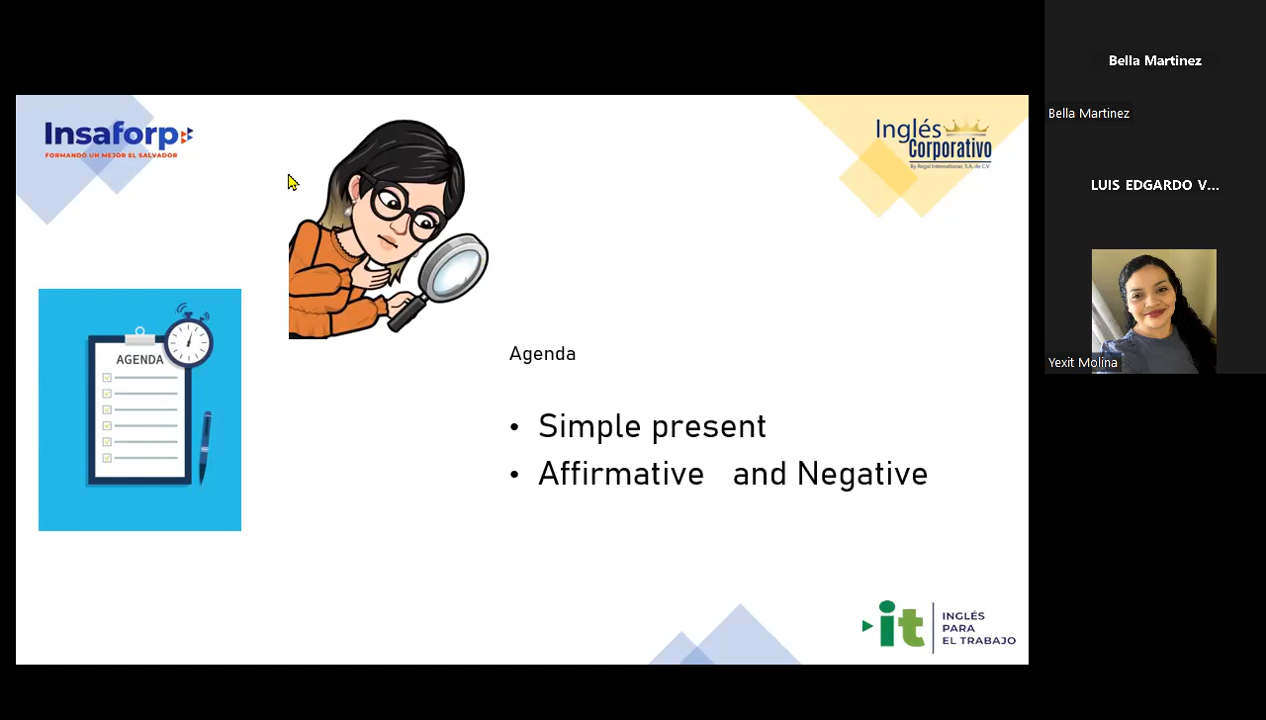 Insaforp
FORMANDO UN MEJOR EL SALVADOR
Inglés
Corporativo
By Regal International, S.A. de C.V.
AGENDA
Agenda
• Simple present
• Affirmative and Negative
it
INGLÉS
PARA
EL TRABAJO
Bella Martinez
Bella Martinez
LUIS EDGARDO V...
Yexit Molina